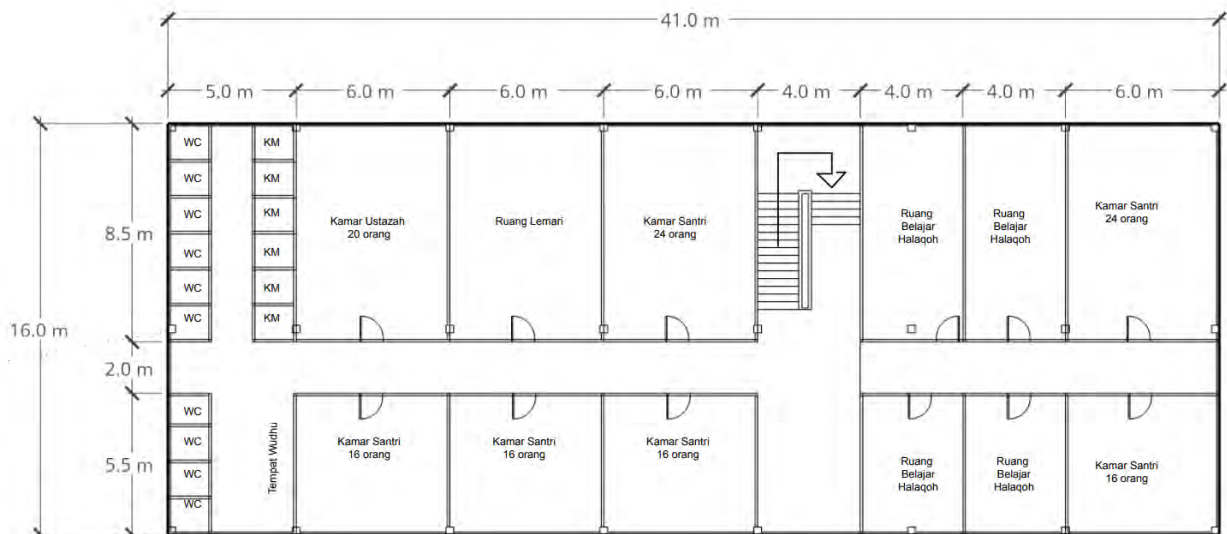 41.0 m
5.0 m
6.0 m
6.0 m
6.0 m
4.0 m
4.0 m
4.0 m
6.0 m
WC
KM
WC
KM
WC
KM
WC
KM
WC
KM
WC
KM
8.5 m
Kamar Ustazah
20 orang
Ruang Lemari
Kamar Santri
24 orang
Ruang
Belajar
Halaqoh
Ruang
Belajar
Halaqoh
Kamar Santri
24 orang
16.0 m
2.0 m
5.5 m
WC
WC
WC
WC
Tempat Wudhu
Kamar Santri
16 orang
Kamar Santri
16 orang
Kamar Santri
16 orang
Ruang
Belajar
Halaqoh
Ruang
Belajar
Halaqoh
Kamar Santri
16 orang